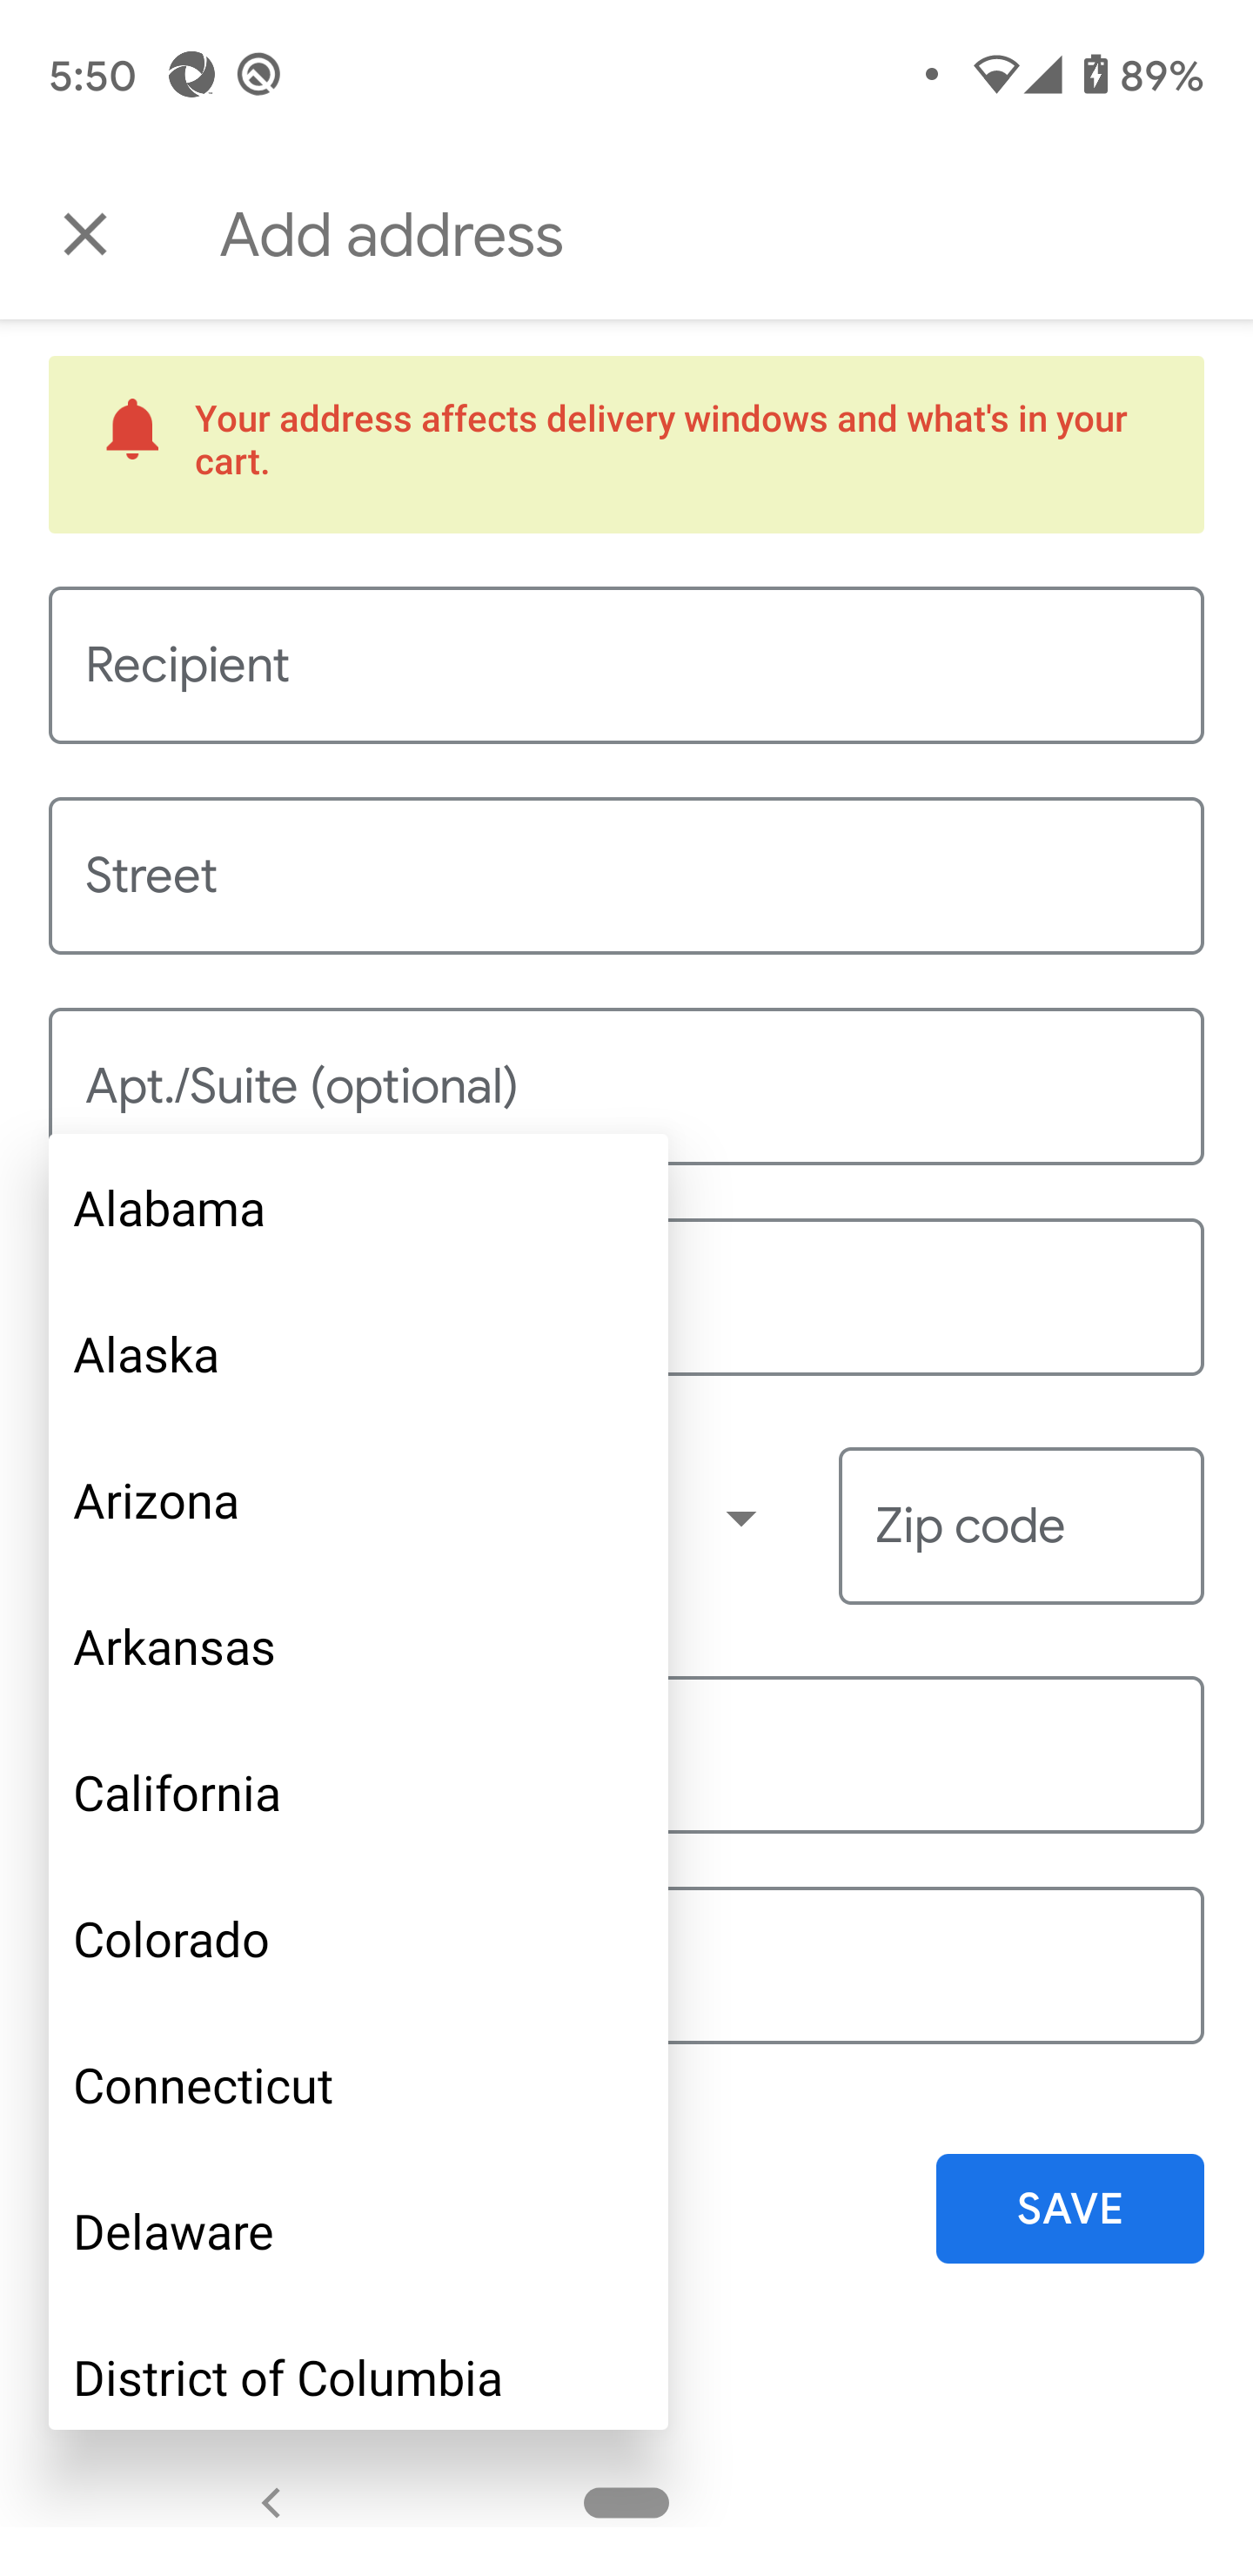 5:50
89%
Add address
Your address affects delivery windows and what's in your
cart.
Recipient
Street
Apt./Suite (optional)
Alabama
Alaska
Arizona
Zip code
Arkansas
California
Colorado
Connecticut
Delaware
SAVE
District of Columbia